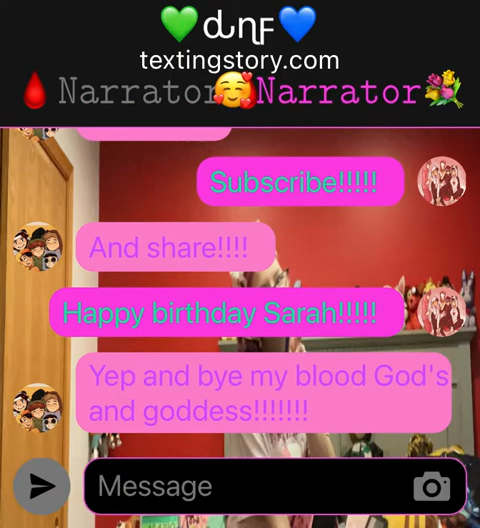 💚dnF💙
textingstory.com
🩸Narrator🥰Narrator💐
Subscribe!!!!!
And share!!!!
Happy birthday Sarah!!!!!
Yep and bye my blood God's
and goddess!!!!!!!
Message